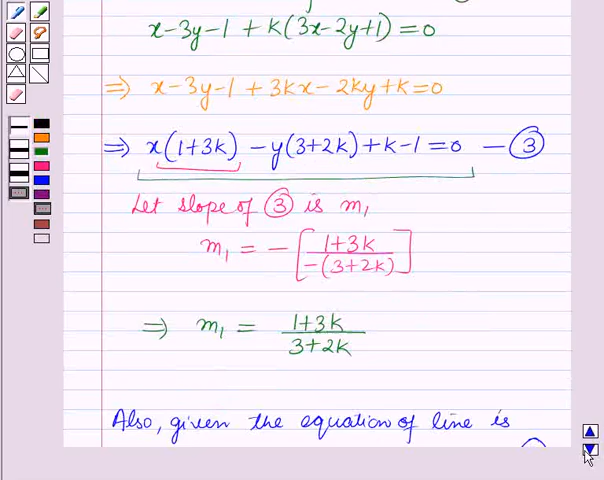 x-3y-1+k(3x-2y+1)=0
⇒ x-3y-1+3kx-2ky+k=0
⇒ x(1+3k)-y(3+2k)+k-1=0 — ③
Let slope of ③ is m₁
m₁ = -[(1+3k)/(-(3+2k))]
⇒ m₁ = (1+3k)/(3+2k)
Also, given the equation of line is